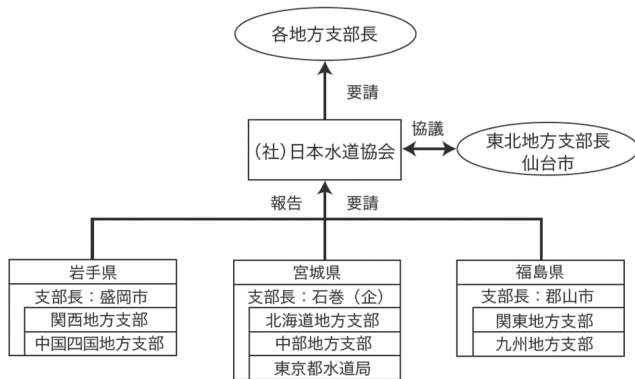 各地方支部長
要請
(社)日本水道協会
協議
東北地方支部長
仙台市
報告
要請
岩手県
支部長：盛岡市
関西地方支部
中国四国地方支部
宮城県
支部長：石巻（企）
北海道地方支部
中部地方支部
東京都水道局
福島県
支部長：郡山市
関東地方支部
九州地方支部